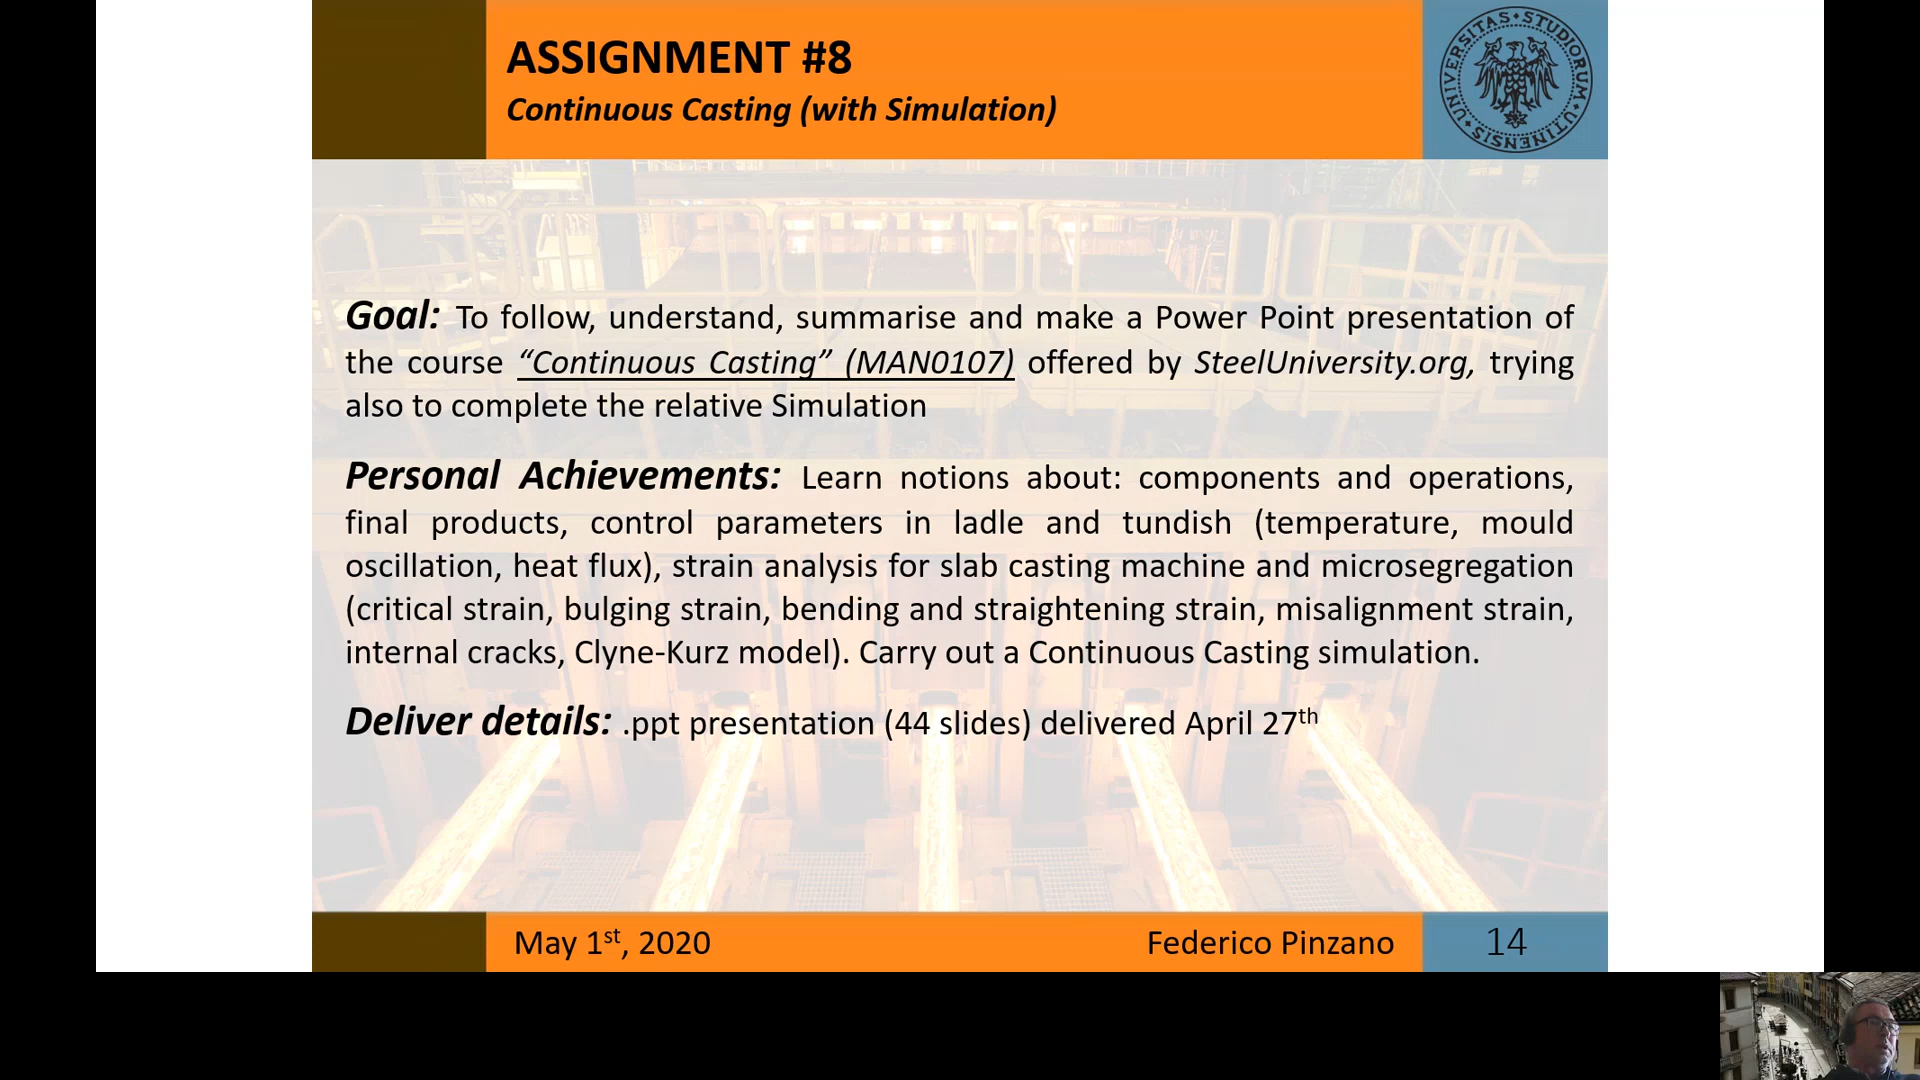 ASSIGNMENT #8
Continuous Casting (with Simulation)
UNIVERSITAS · STUDIORUM · UTINENSIS ·
Goal: To follow, understand, summarise and make a Power Point presentation of
the course “Continuous Casting” (MAN0107) offered by SteelUniversity.org, trying
also to complete the relative Simulation
Personal Achievements: Learn notions about: components and operations,
final products, control parameters in ladle and tundish (temperature, mould
oscillation, heat flux), strain analysis for slab casting machine and microsegregation
(critical strain, bulging strain, bending and straightening strain, misalignment strain,
internal cracks, Clyne-Kurz model). Carry out a Continuous Casting simulation.
Deliver details: .ppt presentation (44 slides) delivered April 27th
May 1st, 2020
Federico Pinzano
14